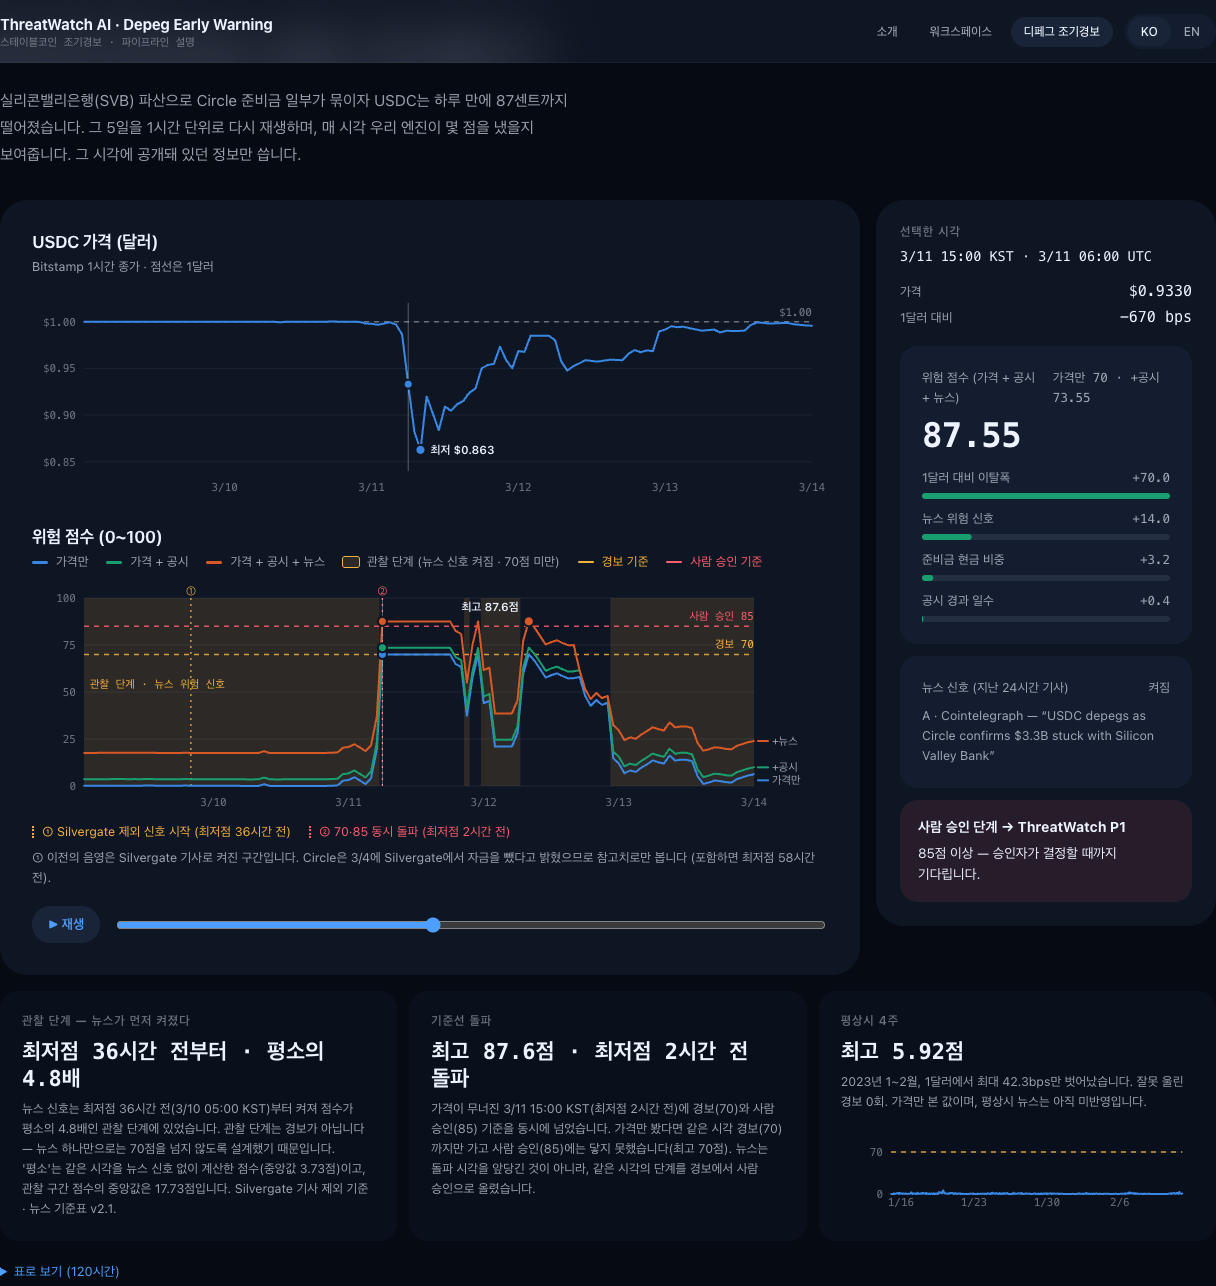 ThreatWatch AI · Depeg Early Warning
스테이블코인 조기경보 · 파이프라인 설명
소개
워크스페이스
디페그 조기경보
KO
EN
실리콘밸리은행(SVB) 파산으로 Circle 준비금 일부가 묶이자 USDC는 하루 만에 87센트까지
떨어졌습니다. 그 5일을 1시간 단위로 다시 재생하며, 매 시각 우리 엔진이 몇 점을 냈을지
보여줍니다. 그 시각에 공개돼 있던 정보만 씁니다.
USDC 가격 (달러)
Bitstamp 1시간 종가 · 점선은 1달러
$1.00
$1.00
$0.95
$0.90
최저 $0.863
$0.85
3/10
3/11
3/12
3/13
3/14
위험 점수 (0~100)
가격만
가격 + 공시
가격 + 공시 + 뉴스
관찰 단계 (뉴스 신호 켜짐 · 70점 미만)
경보 기준
사람 승인 기준
①
②
100
최고 87.6점
사람 승인 85
75
경보 70
관찰 단계 · 뉴스 위험 신호
50
25
+뉴스
+공시
가격만
0
3/10
3/11
3/12
3/13
3/14
① Silvergate 제외 신호 시작 (최저점 36시간 전)
② 70·85 동시 돌파 (최저점 2시간 전)
① 이전의 음영은 Silvergate 기사로 켜진 구간입니다. Circle은 3/4에 Silvergate에서 자금을 뺐다고 밝혔으므로 참고치로만 봅니다 (포함하면 최저점 58시간
전).
▶ 재생
선택한 시각
3/11 15:00 KST · 3/11 06:00 UTC
가격
$0.9330
1달러 대비
−670 bps
위험 점수 (가격 + 공시
+ 뉴스)
가격만 70 · +공시
73.55
87.55
1달러 대비 이탈폭
+70.0
뉴스 위험 신호
+14.0
준비금 현금 비중
+3.2
공시 경과 일수
+0.4
뉴스 신호 (지난 24시간 기사)
켜짐
A · Cointelegraph — “USDC depegs as
Circle confirms $3.3B stuck with Silicon
Valley Bank”
사람 승인 단계 → ThreatWatch P1
85점 이상 — 승인자가 결정할 때까지
기다립니다.
관찰 단계 — 뉴스가 먼저 켜졌다
최저점 36시간 전부터 · 평소의
4.8배
뉴스 신호는 최저점 36시간 전(3/10 05:00 KST)부터 켜져 점수가
평소의 4.8배인 관찰 단계에 있었습니다. 관찰 단계는 경보가 아닙니다
— 뉴스 하나만으로는 70점을 넘지 않도록 설계했기 때문입니다.
'평소'는 같은 시각을 뉴스 신호 없이 계산한 점수(중앙값 3.73점)이고,
관찰 구간 점수의 중앙값은 17.73점입니다. Silvergate 기사 제외 기준
· 뉴스 기준표 v2.1.
기준선 돌파
최고 87.6점 · 최저점 2시간 전
돌파
가격이 무너진 3/11 15:00 KST(최저점 2시간 전)에 경보(70)와 사람
승인(85) 기준을 동시에 넘었습니다. 가격만 봤다면 같은 시각 경보(70)
까지만 가고 사람 승인(85)에는 닿지 못했습니다(최고 70점). 뉴스는
돌파 시각을 앞당긴 것이 아니라, 같은 시각의 단계를 경보에서 사람
승인으로 올렸습니다.
평상시 4주
최고 5.92점
2023년 1~2월, 1달러에서 최대 42.3bps만 벗어났습니다. 잘못 울린
경보 0회. 가격만 본 값이며, 평상시 뉴스는 아직 미반영입니다.
70
0
1/16
1/23
1/30
2/6
▶ 표로 보기 (120시간)